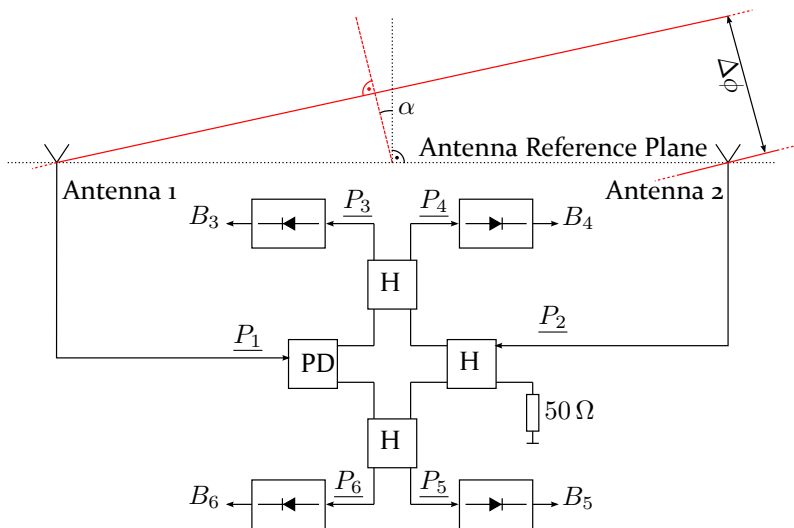 Δϕ
α
Antenna Reference Plane
Antenna 1
Antenna 2
B₃
P₃
P₄
B₄
H
P₁
P₂
PD
H
50 Ω
H
B₆
P₆
P₅
B₅